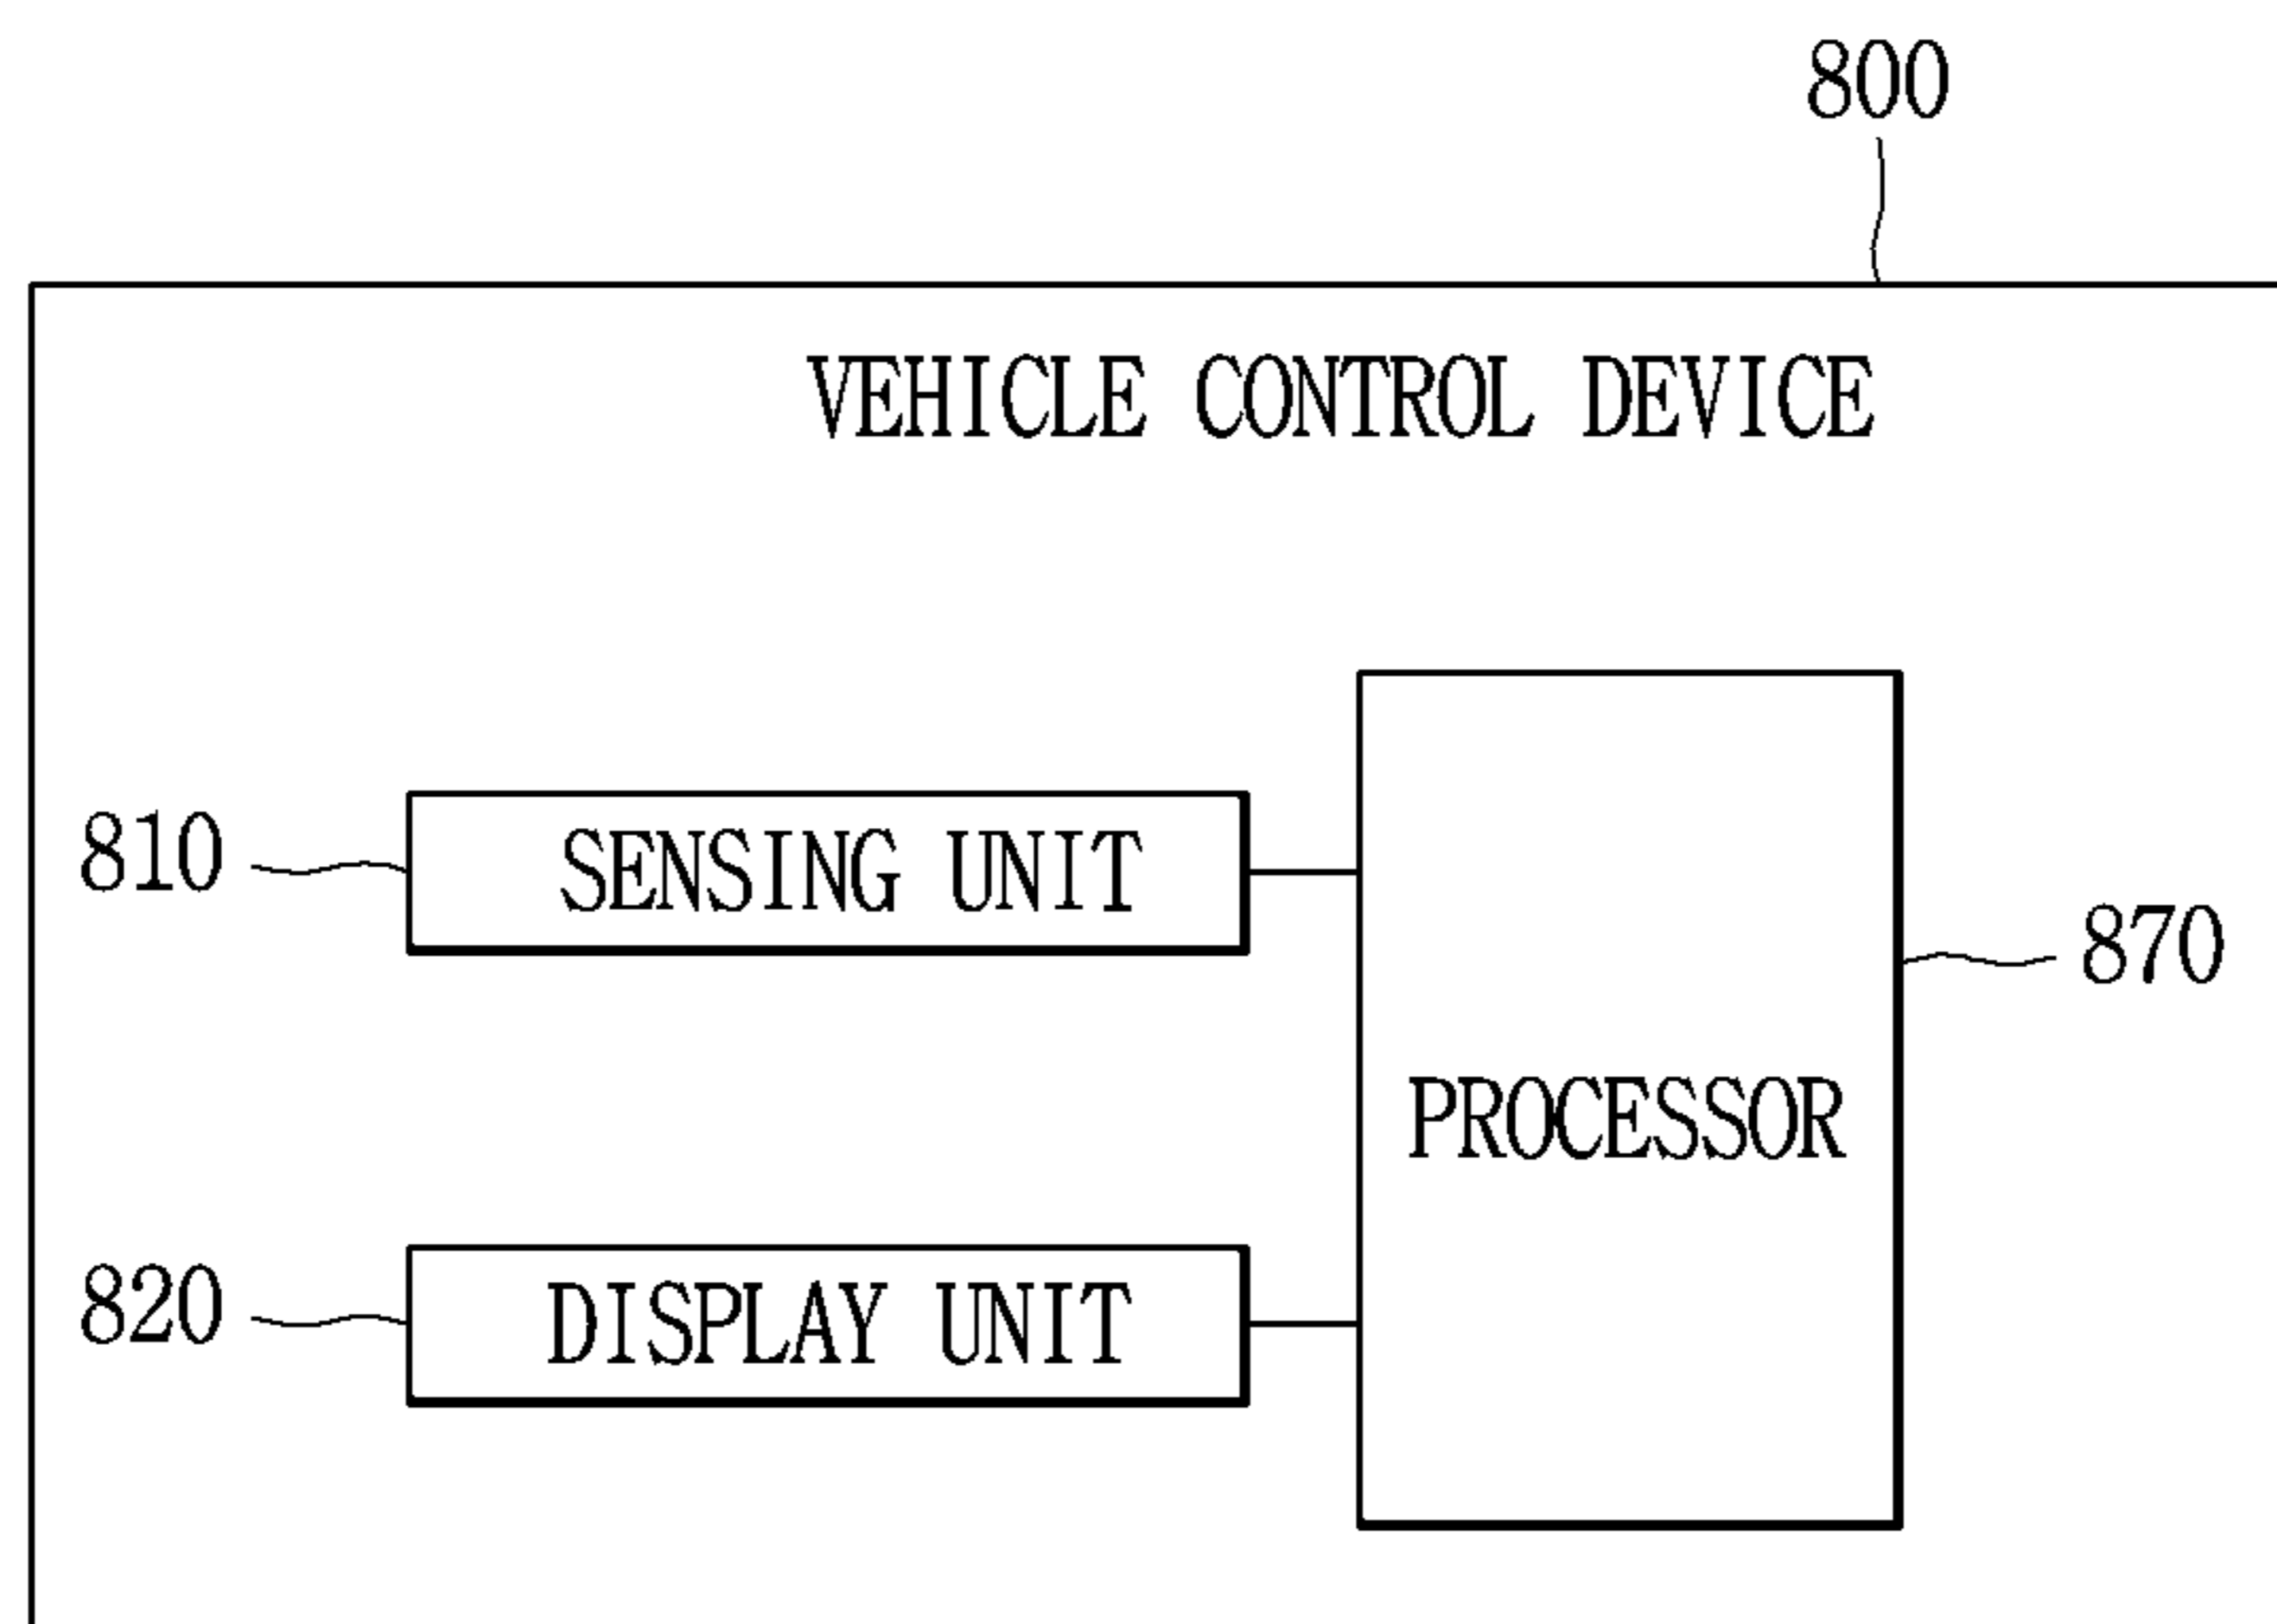 800
VEHICLE CONTROL DEVICE
810
SENSING UNIT
870
PROCESSOR
820
DISPLAY UNIT